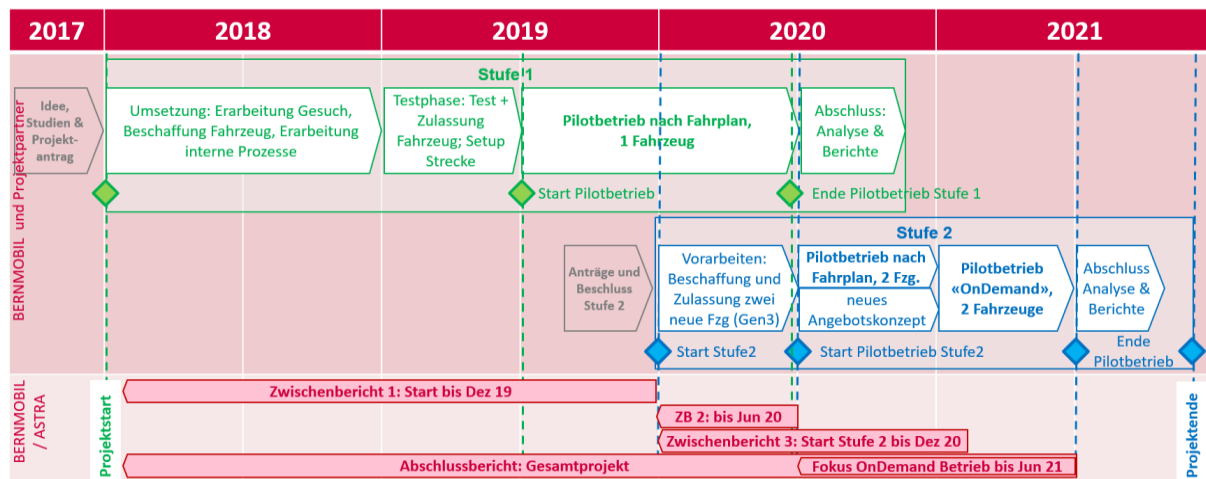 2017
2018
2019
2020
2021
BERNMOBIL und Projektpartner
Stufe 1
Idee,
Studien &
Projekt-
antrag
Umsetzung: Erarbeitung Gesuch,
Beschaffung Fahrzeug, Erarbeitung
interne Prozesse
Testphase: Test +
Zulassung
Fahrzeug; Setup
Strecke
Pilotbetrieb nach Fahrplan,
1 Fahrzeug
Abschluss:
Analyse &
Berichte
Start Pilotbetrieb
Ende Pilotbetrieb Stufe 1
Stufe 2
Anträge und
Beschluss
Stufe 2
Vorarbeiten:
Beschaffung und
Zulassung zwei
neue Fzg (Gen3)
Pilotbetrieb nach
Fahrplan, 2 Fzg.
neues
Angebotskonzept
Pilotbetrieb
«OnDemand»,
2 Fahrzeuge
Abschluss
Analyse &
Berichte
Start Stufe2
Start Pilotbetrieb Stufe2
Ende
Pilotbetrieb
BERNMOBIL
/ ASTRA
Projektstart
Zwischenbericht 1: Start bis Dez 19
ZB 2: bis Jun 20
Zwischenbericht 3: Start Stufe 2 bis Dez 20
Abschlussbericht: Gesamtprojekt
Fokus OnDemand Betrieb bis Jun 21
Projektende